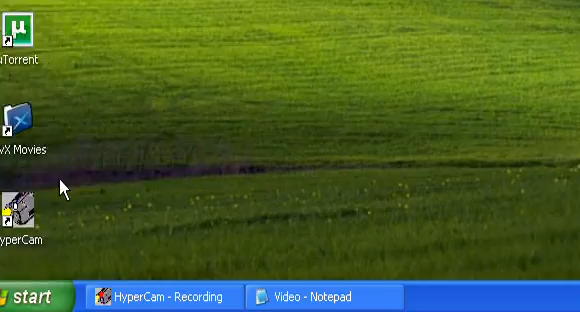 µ
uTorrent
vX Movies
yperCam
start
HyperCam - Recording
Video - Notepad